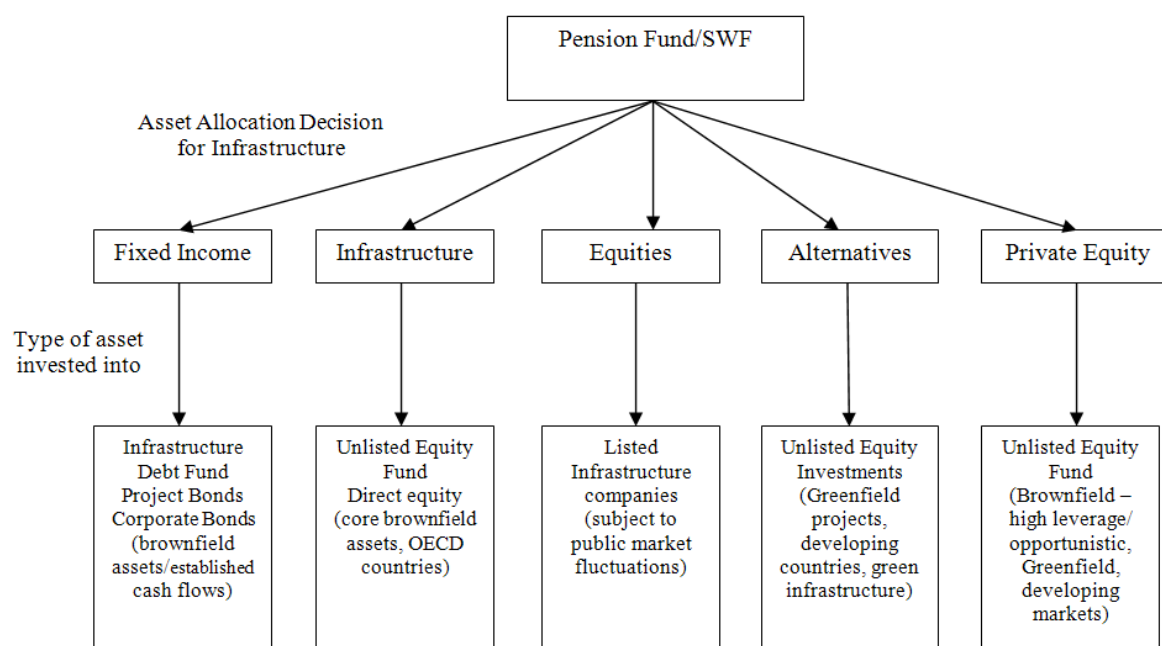 Pension Fund/SWF
Asset Allocation Decision
for Infrastructure
Fixed Income
Infrastructure
Equities
Alternatives
Private Equity
Type of asset
invested into
Infrastructure
Debt Fund
Project Bonds
Corporate Bonds
(brownfield
assets/established
cash flows)
Unlisted Equity
Fund
Direct equity
(core brownfield
assets, OECD
countries)
Listed
Infrastructure
companies
(subject to
public market
fluctuations)
Unlisted Equity
Investments
(Greenfield
projects,
developing
countries, green
infrastructure)
Unlisted Equity
Fund
(Brownfield –
high leverage/
opportunistic,
Greenfield,
developing
markets)